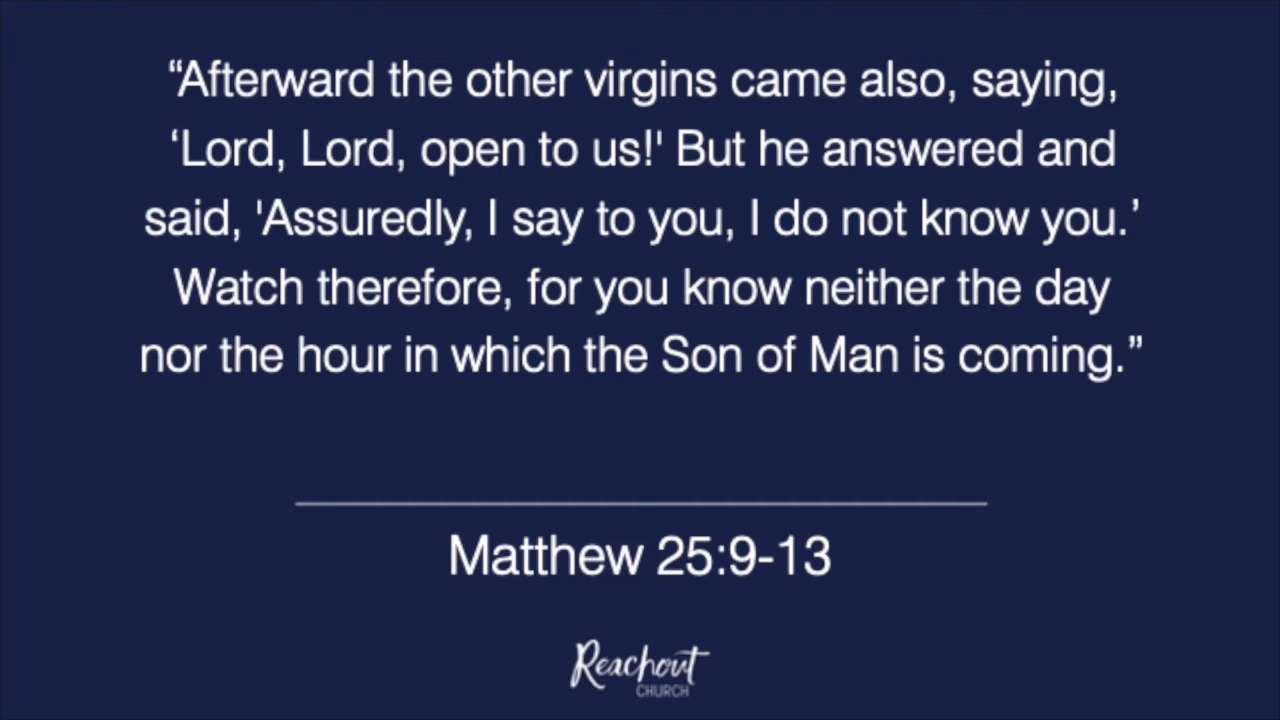 “Afterward the other virgins came also, saying,
‘Lord, Lord, open to us!' But he answered and
said, 'Assuredly, I say to you, I do not know you.’
Watch therefore, for you know neither the day
nor the hour in which the Son of Man is coming.”
Matthew 25:9-13
Reachout
CHURCH